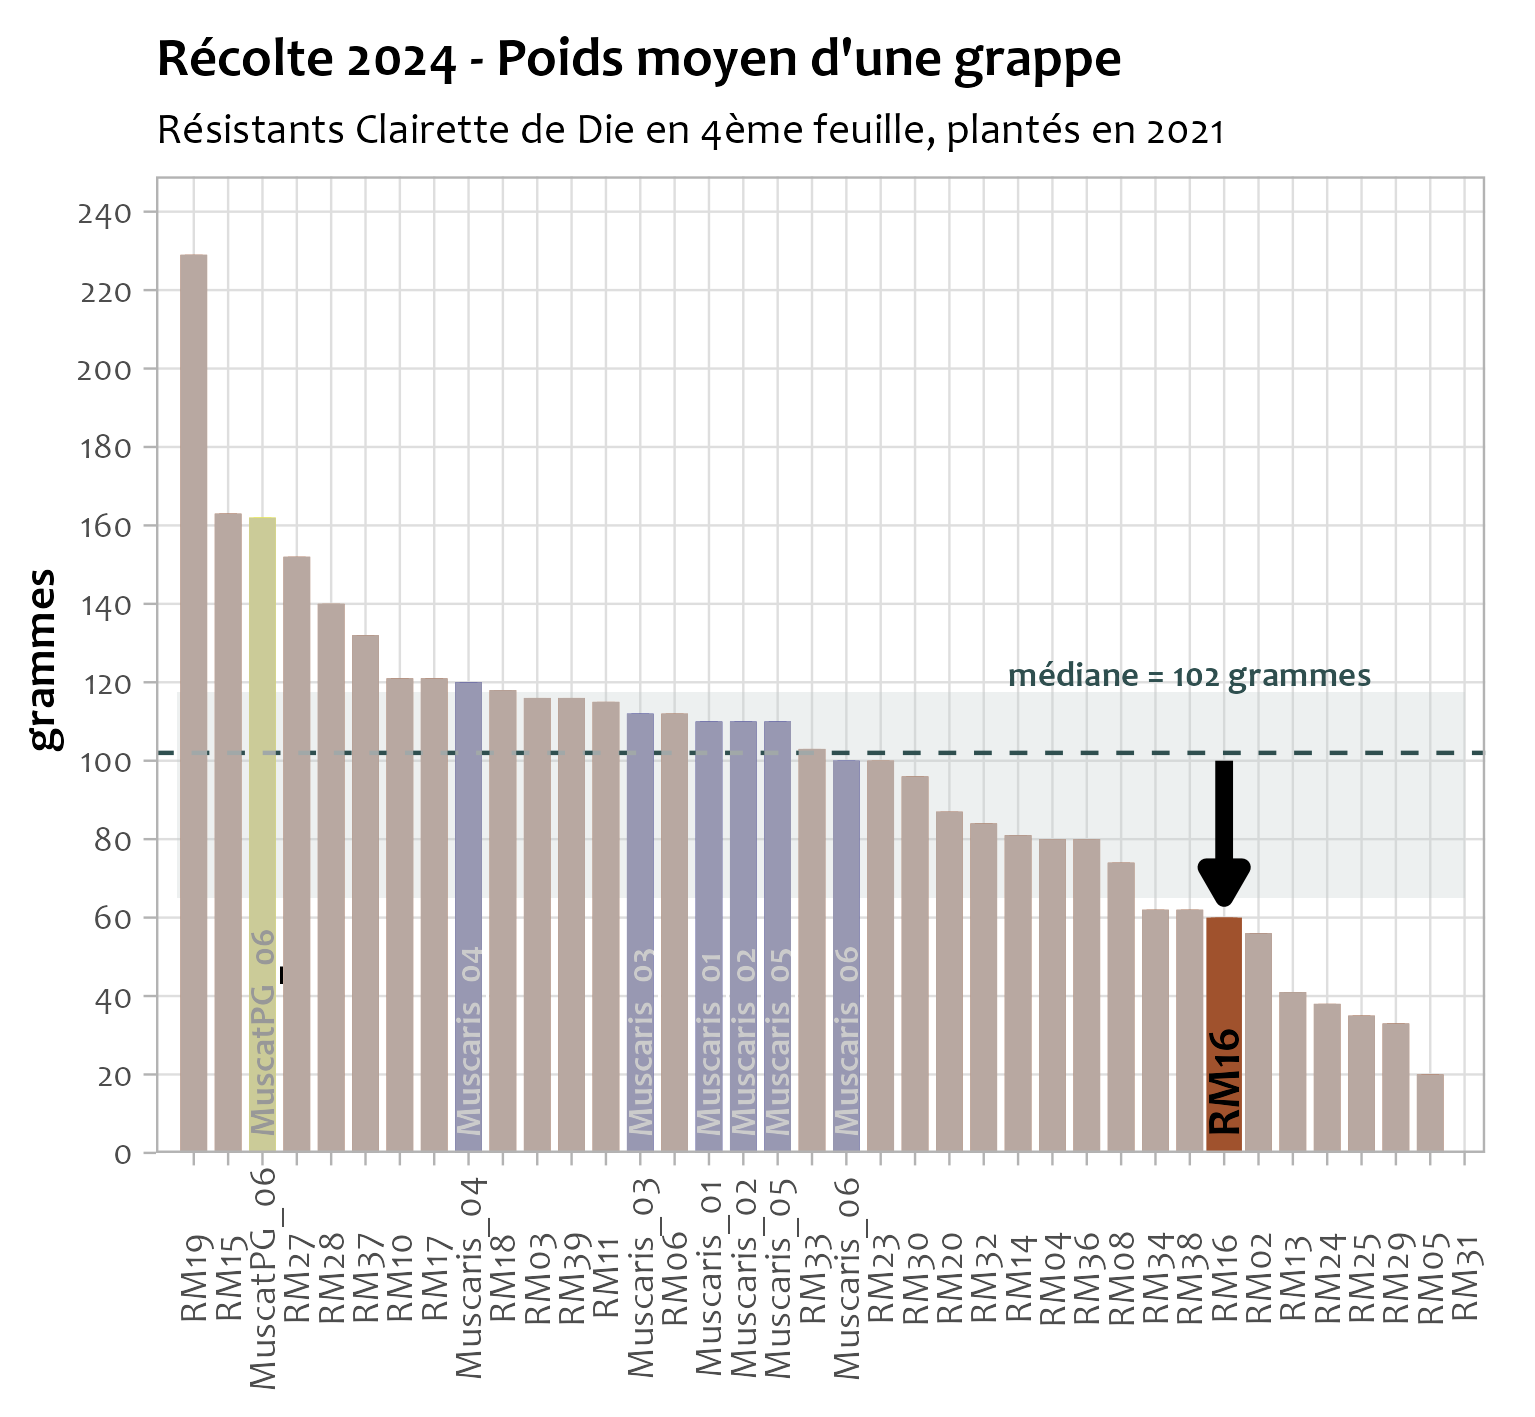 Récolte 2024 - Poids moyen d'une grappe
Résistants Clairette de Die en 4ème feuille, plantés en 2021
grammes
240
220
200
180
160
140
120
100
80
60
40
20
0
médiane = 102 grammes
MuscatPG_06
Muscaris_04
Muscaris_03
Muscaris_01
Muscaris_02
Muscaris_05
Muscaris_06
RM16
RM19
RM15
MuscatPG_06
RM27
RM28
RM37
RM10
RM17
Muscaris_04
RM18
RM03
RM39
RM11
Muscaris_03
RM06
Muscaris_01
Muscaris_02
Muscaris_05
RM33
Muscaris_06
RM23
RM30
RM20
RM32
RM14
RM04
RM36
RM08
RM34
RM38
RM16
RM02
RM13
RM24
RM25
RM29
RM05
RM31